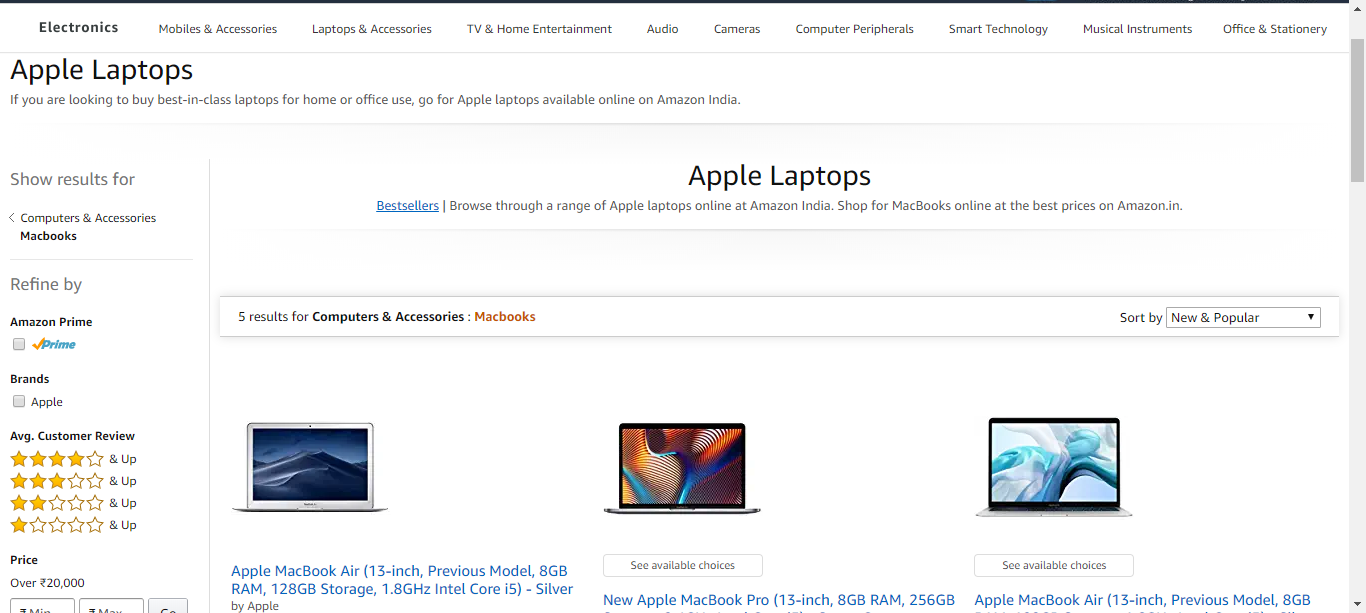 Electronics Mobiles & Accessories Laptops & Accessories TV & Home Entertainment Audio Cameras Computer Peripherals Smart Technology Musical Instruments Office & Stationery
Apple Laptops
If you are looking to buy best-in-class laptops for home or office use, go for Apple laptops available online on Amazon India.
Show results for
Computers & Accessories
Macbooks
Refine by
Amazon Prime
Prime
Brands
Apple
Avg. Customer Review
& Up
& Up
& Up
& Up
Price
Over ₹20,000
₹ Min ₹ Max Go
Apple Laptops
Bestsellers | Browse through a range of Apple laptops online at Amazon India. Shop for MacBooks online at the best prices on Amazon.in.
5 results for Computers & Accessories : Macbooks
Sort by New & Popular
Apple MacBook Air (13-inch, Previous Model, 8GB
RAM, 128GB Storage, 1.8GHz Intel Core i5) - Silver
by Apple
See available choices
New Apple MacBook Pro (13-inch, 8GB RAM, 256GB
See available choices
Apple MacBook Air (13-inch, Previous Model, 8GB